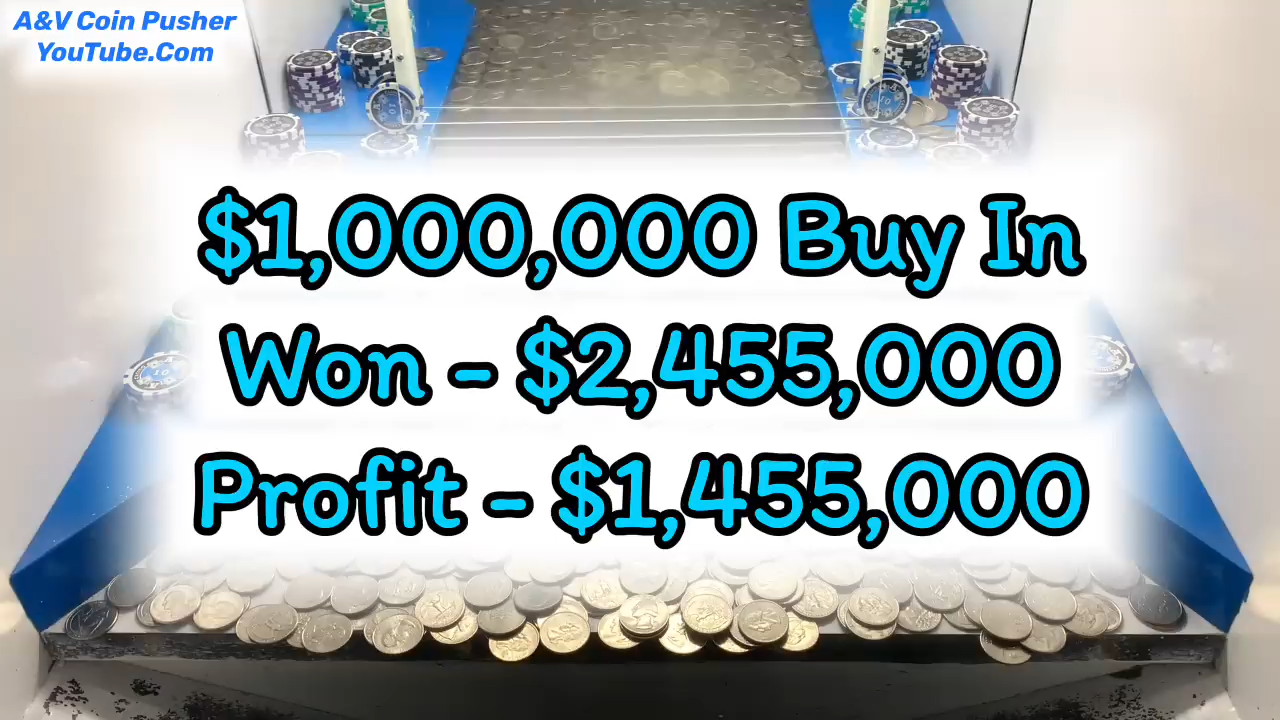 A&V Coin Pusher
YouTube.Com
$1,000,000 Buy In
Won - $2,455,000
Profit - $1,455,000